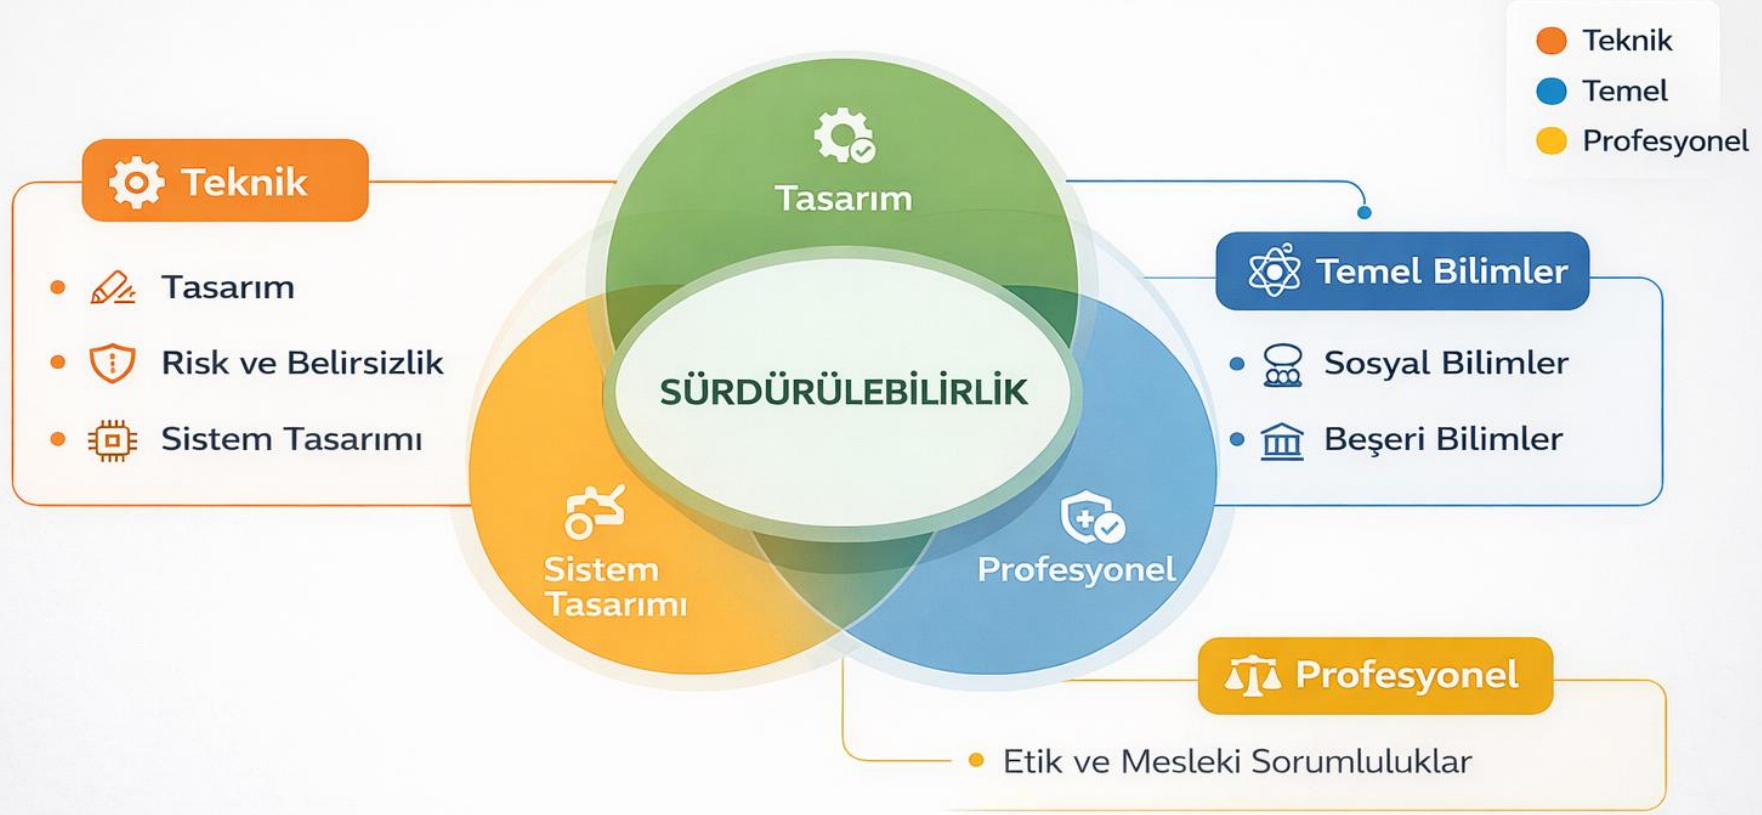 Teknik
Temel
Profesyonel
Teknik
Tasarım
Risk ve Belirsizlik
Sistem Tasarımı
Tasarım
SÜRDÜRÜLEBİLİRLİK
Sistem
Tasarımı
Profesyonel
Temel Bilimler
Sosyal Bilimler
Beşeri Bilimler
Profesyonel
Etik ve Mesleki Sorumluluklar